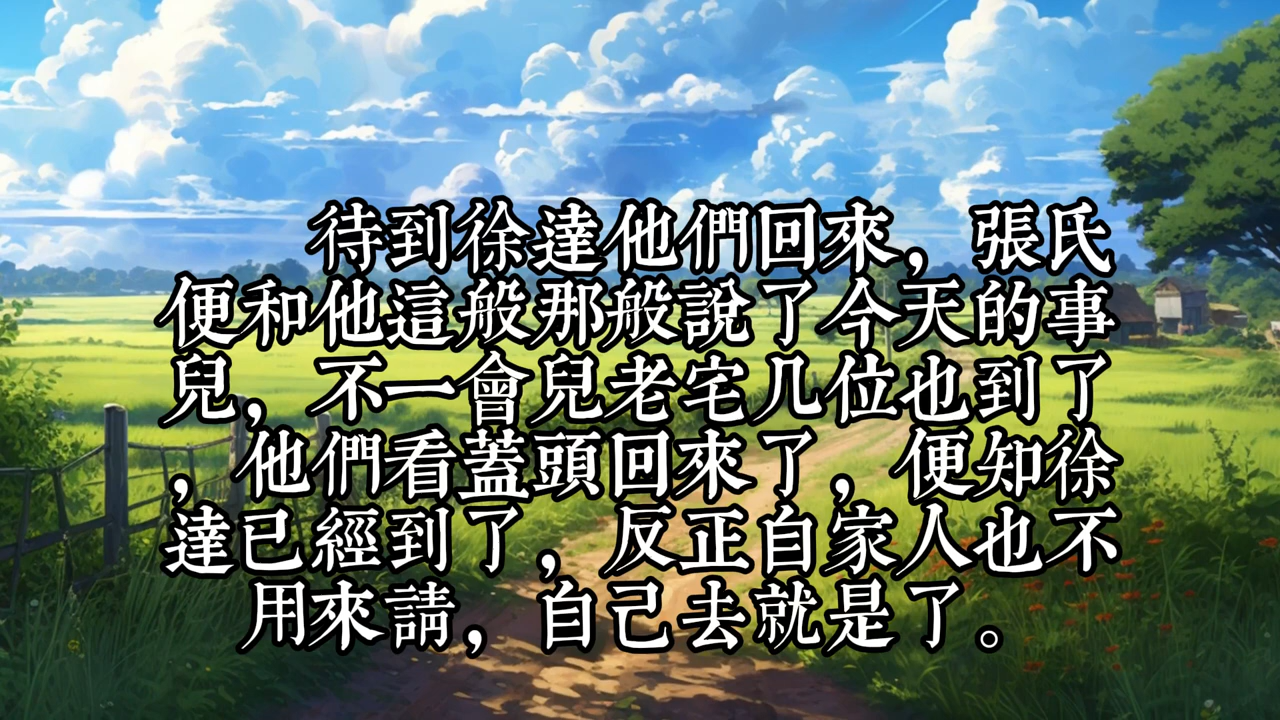 待到徐達他們回來，張氏
便和他這般那般說了今天的事
兒，不一會兒老宅几位也到了
，他們看蓋頭回來了，便知徐
達已經到了，反正自家人也不
用來請，自己去就是了。